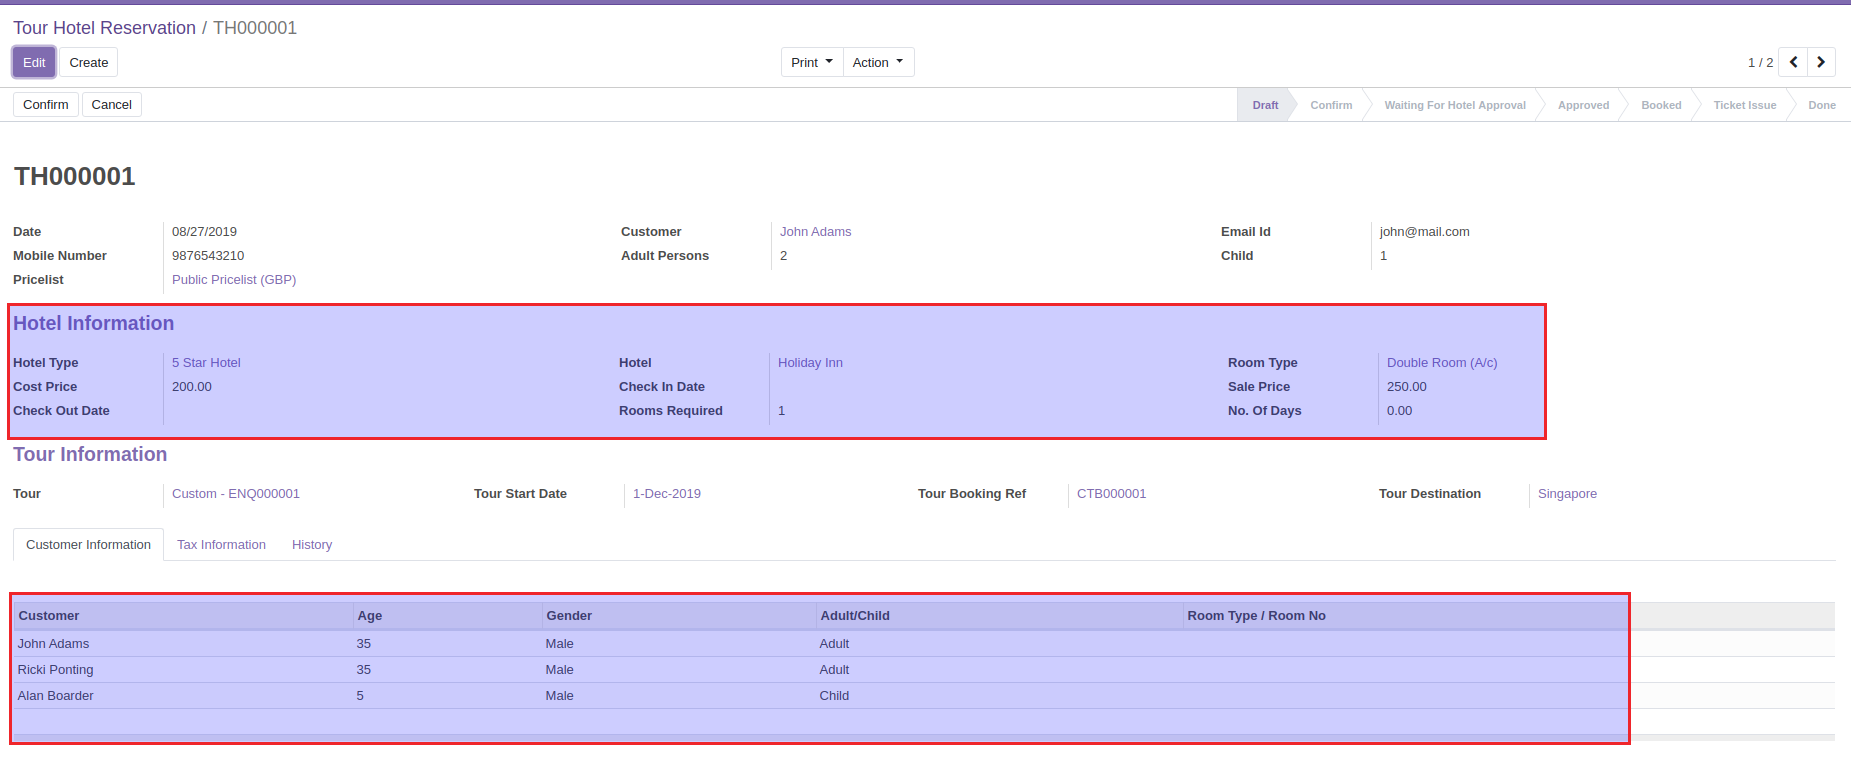 Tour Hotel Reservation / TH000001
Edit Create Print Action 1 / 2
Confirm Cancel Draft Confirm Waiting For Hotel Approval Approved Booked Ticket Issue Done
TH000001
Date 08/27/2019 Customer John Adams Email Id john@mail.com
Mobile Number 9876543210 Adult Persons 2 Child 1
Pricelist Public Pricelist (GBP)
Hotel Information
Hotel Type 5 Star Hotel Hotel Holiday Inn Room Type Double Room (A/c)
Cost Price 200.00 Check In Date Sale Price 250.00
Check Out Date Rooms Required 1 No. Of Days 0.00
Tour Information
Tour Custom - ENQ000001 Tour Start Date 1-Dec-2019 Tour Booking Ref CTB000001 Tour Destination Singapore
Customer Information Tax Information History
Customer Age Gender Adult/Child Room Type / Room No
John Adams 35 Male Adult
Ricki Ponting 35 Male Adult
Alan Boarder 5 Male Child